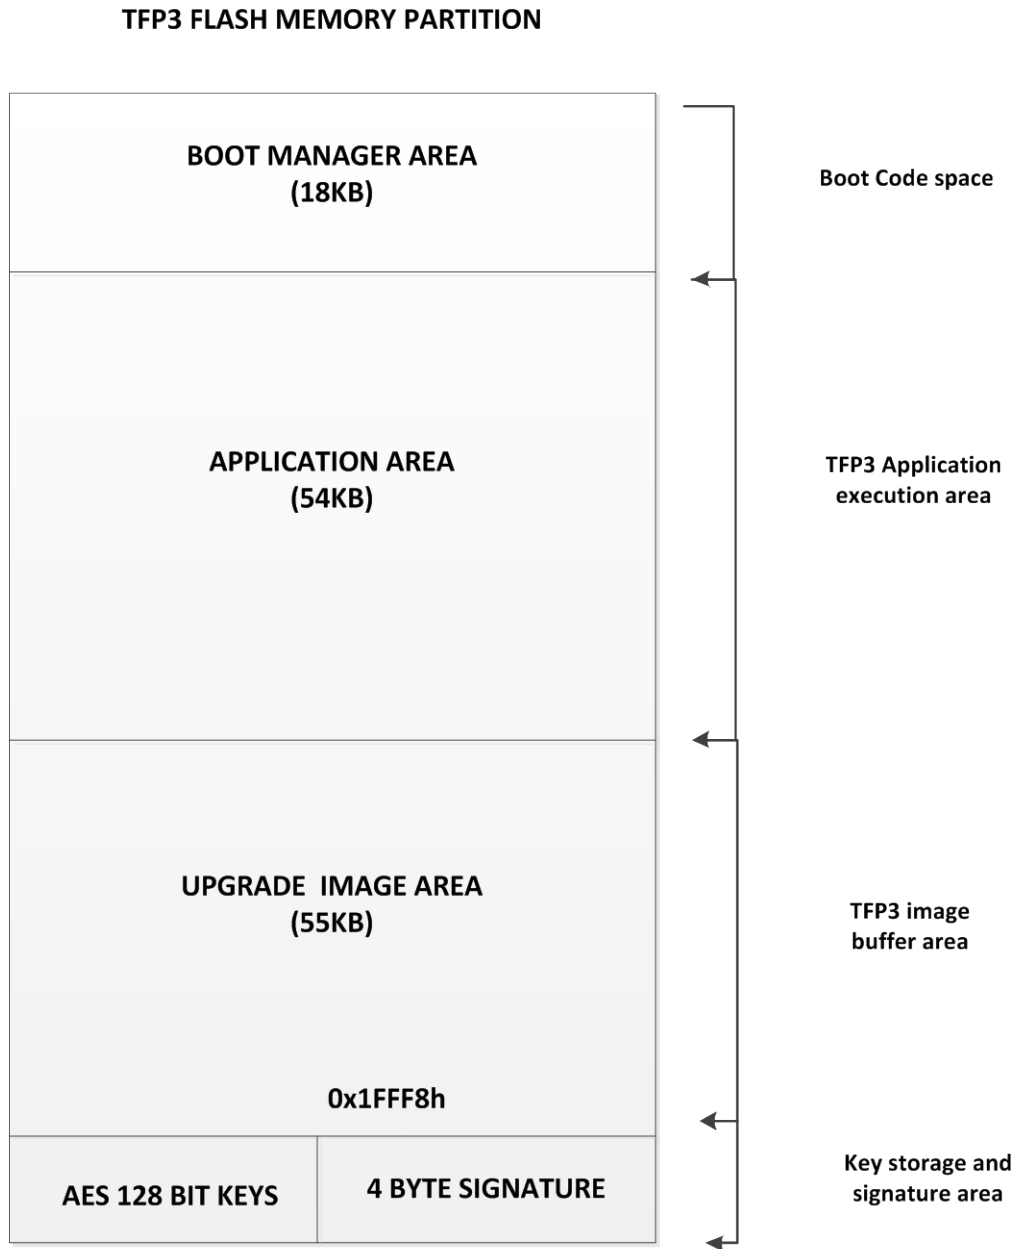 TFP3 FLASH MEMORY PARTITION
BOOT MANAGER AREA
(18KB)
Boot Code space
APPLICATION AREA
(54KB)
TFP3 Application
execution area
UPGRADE  IMAGE AREA
(55KB)
TFP3 image
buffer area
0x1FFF8h
AES 128 BIT KEYS
4 BYTE SIGNATURE
Key storage and
signature area